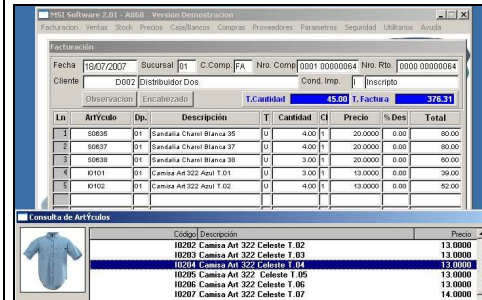 MSI Software 2.01 - A060 Version Demostracion
Facturacion Ventas Stock Precios Caja/Bancos Compras Proveedores Parametros Seguridad Utilitarios Ayuda
Facturación
Fecha 18/07/2007 Sucursal 01 C.Comp. FA Nro. Comp 0001 00000064 Nro. Rto. 0000 00000064
Cliente D002 Distribuidor Dos Cond. Imp. I Inscripto
Observacion Encabezado T.Cantidad 45.00 T. Factura 376.31
Ln ArtÝculo Dp. Descripción T Cantidad Cl Precio % Des Total
1 S0635 01 Sandalia Charol Blanca 35 U 4.00 1 20.0000 0.00 80.00
2 S0637 01 Sandalia Charol Blanca 37 U 4.00 1 20.0000 0.00 80.00
3 S0638 01 Sandalia Charol Blanca 38 U 3.00 1 20.0000 0.00 60.00
4 I0101 01 Camisa Art 322 Azul T.01 U 3.00 1 13.0000 0.00 39.00
5 I0102 01 Camisa Art 322 Azul T.02 U 4.00 1 13.0000 0.00 52.00
Consulta de ArtÝculos
Código Descripción Precio
I0202 Camisa Art 322 Celeste T.02 13.0000
I0203 Camisa Art 322 Celeste T.03 13.0000
I0204 Camisa Art 322 Celeste T.04 13.0000
I0205 Camisa Art 322 Celeste T.05 13.0000
I0206 Camisa Art 322 Celeste T.06 13.0000
I0207 Camisa Art 322 Celeste T.07 14.0000